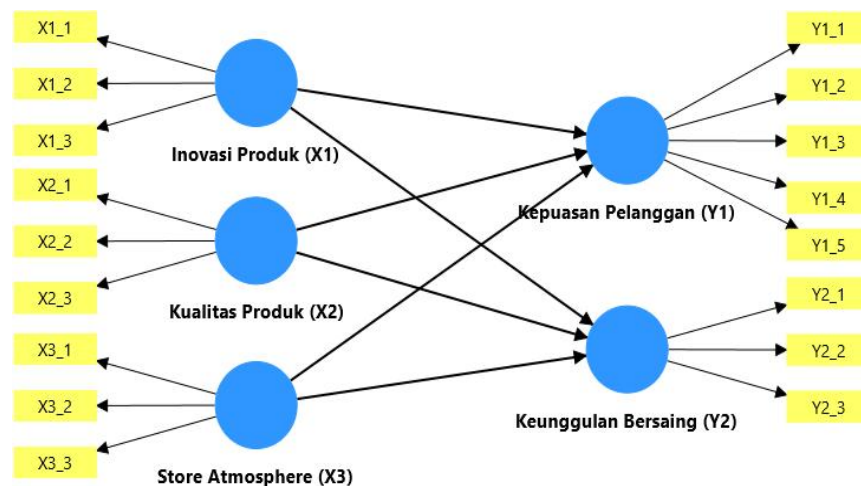 X1_1
X1_2
X1_3
Inovasi Produk (X1)
X2_1
X2_2
X2_3
Kualitas Produk (X2)
X3_1
X3_2
X3_3
Store Atmosphere (X3)
Y1_1
Y1_2
Y1_3
Y1_4
Y1_5
Kepuasan Pelanggan (Y1)
Y2_1
Y2_2
Y2_3
Keunggulan Bersaing (Y2)